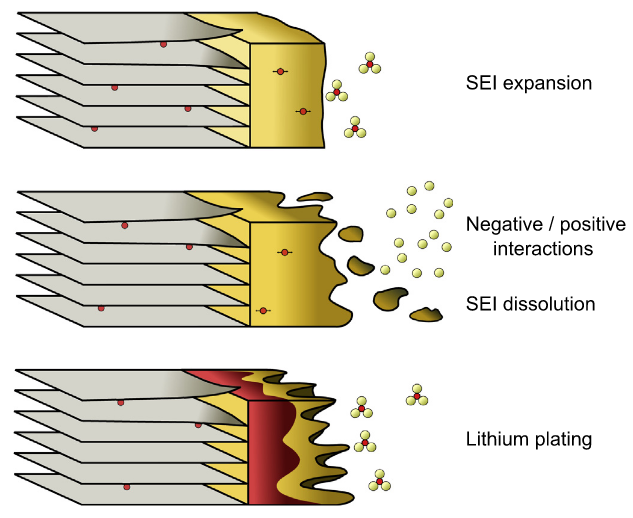 SEI expansion
Negative / positive
interactions
SEI dissolution
Lithium plating